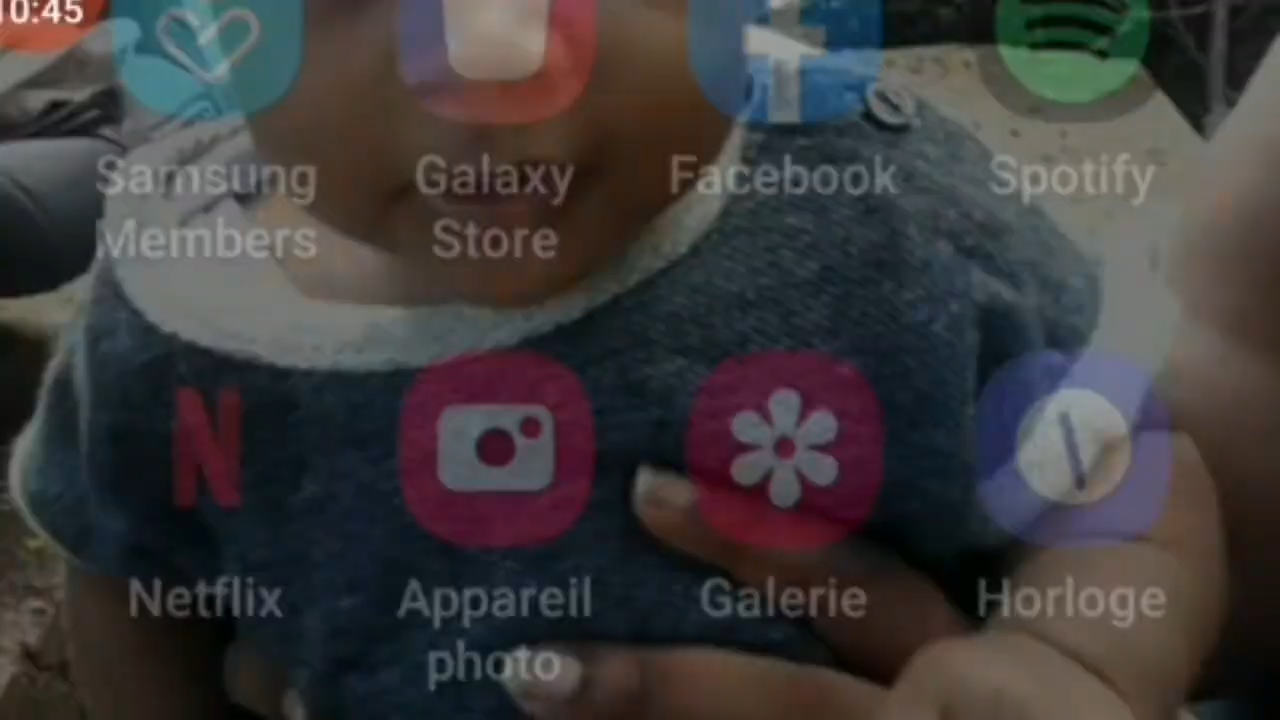 10:45
Samsung Galaxy Facebook Spotify
Members Store
Netflix Appareil Galerie Horloge
photo